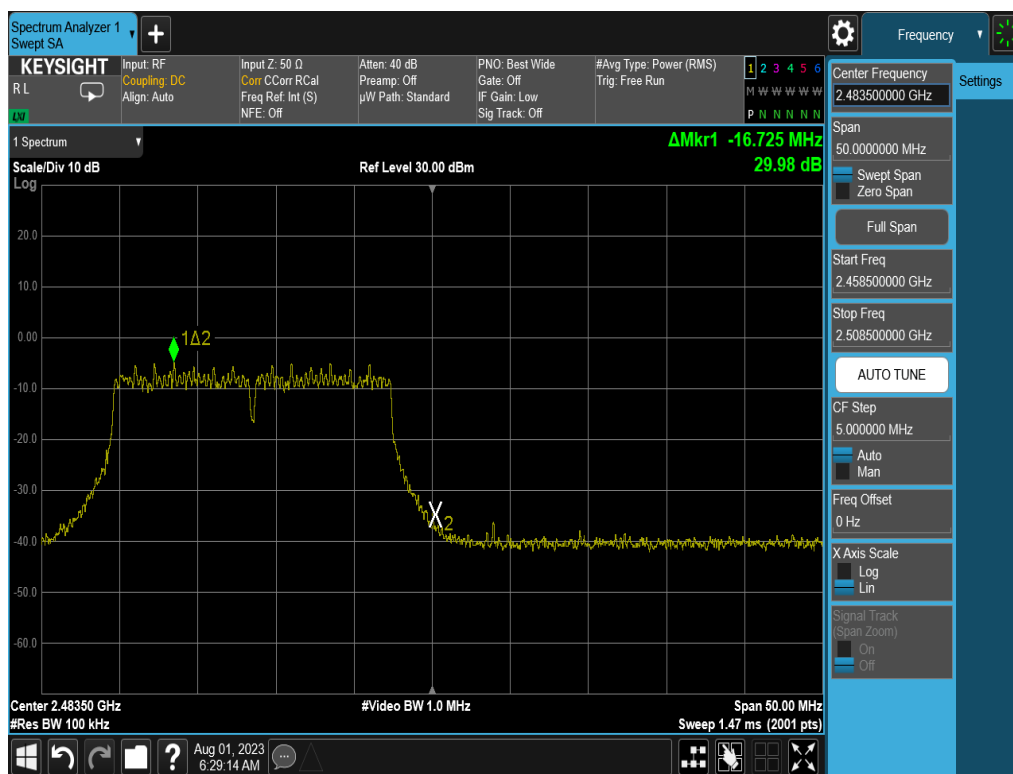 Spectrum Analyzer 1
Swept SA
+
Frequency
KEYSIGHT
R L
LXI
Input: RF
Coupling: DC
Align: Auto
Input Z: 50 Ω
Corr CCorr RCal
Freq Ref: Int (S)
NFE: Off
Atten: 40 dB
Preamp: Off
µW Path: Standard
PNO: Best Wide
Gate: Off
IF Gain: Low
Sig Track: Off
#Avg Type: Power (RMS)
Trig: Free Run
1 2 3 4 5 6
M W W W W W
P N N N N N
1 Spectrum
Scale/Div 10 dB
Log
Ref Level 30.00 dBm
ΔMkr1 -16.725 MHz
29.98 dB
20.0
10.0
0.00
-10.0
-20.0
-30.0
-40.0
-50.0
-60.0
1Δ2
X2
Center 2.48350 GHz
#Res BW 100 kHz
#Video BW 1.0 MHz
Span 50.00 MHz
Sweep 1.47 ms (2001 pts)
Center Frequency
2.483500000 GHz
Settings
Span
50.0000000 MHz
Swept Span
Zero Span
Full Span
Start Freq
2.458500000 GHz
Stop Freq
2.508500000 GHz
AUTO TUNE
CF Step
5.000000 MHz
Auto
Man
Freq Offset
0 Hz
X Axis Scale
Log
Lin
Signal Track
(Span Zoom)
On
Off
?
Aug 01, 2023
6:29:14 AM